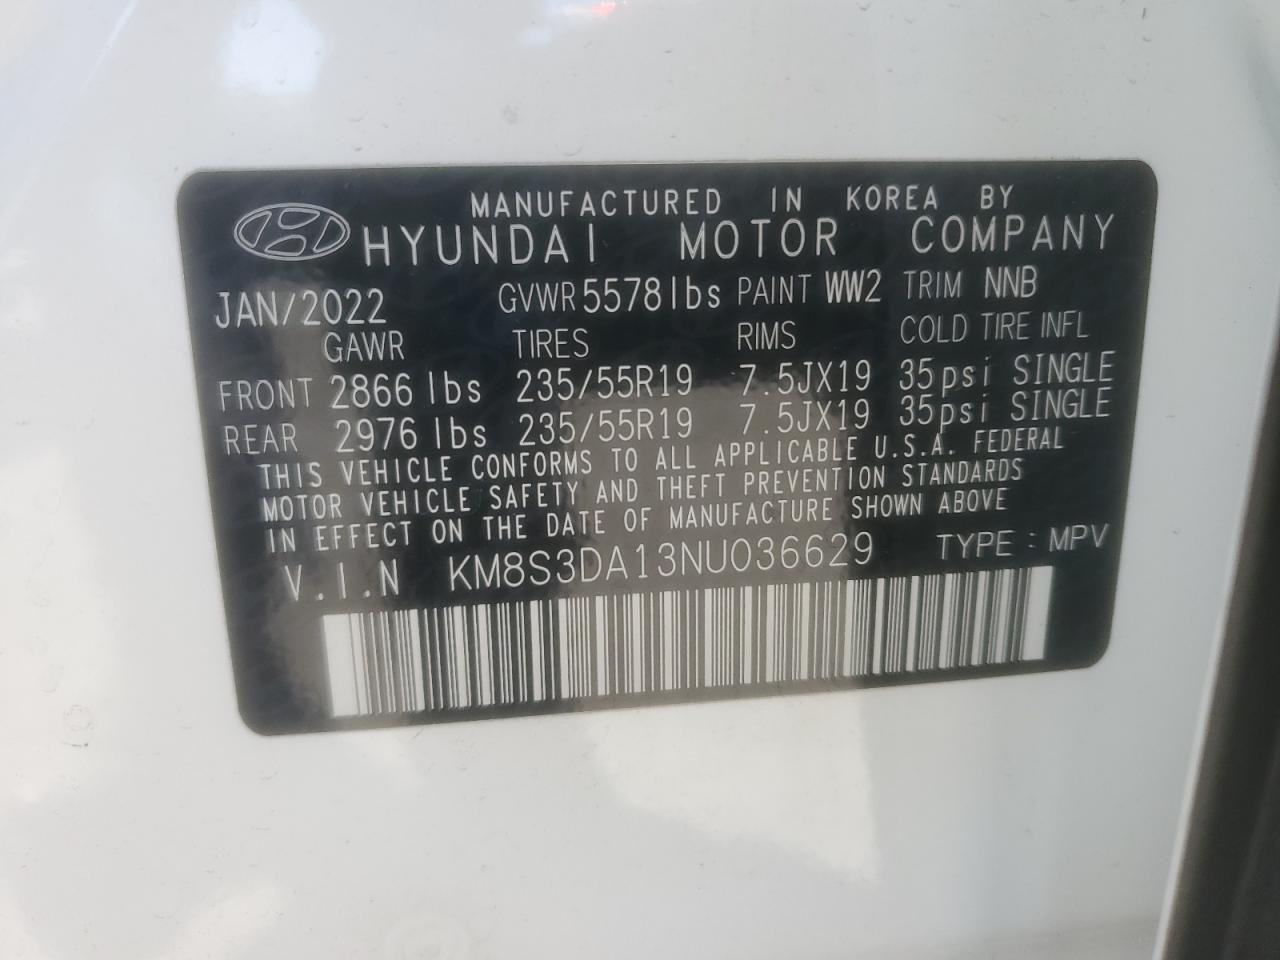 MANUFACTURED IN KOREA BY
HYUNDAI MOTOR COMPANY
JAN/2022 GVWR 5578lbs PAINT WW2 TRIM NNB
GAWR TIRES RIMS COLD TIRE INFL
FRONT 2866 lbs 235/55R19 7.5JX19 35psi SINGLE
REAR 2976 lbs 235/55R19 7.5JX19 35psi SINGLE
THIS VEHICLE CONFORMS TO ALL APPLICABLE U.S.A. FEDERAL
MOTOR VEHICLE SAFETY AND THEFT PREVENTION STANDARDS
IN EFFECT ON THE DATE OF MANUFACTURE SHOWN ABOVE
V.I.N KM8S3DA13NU036629 TYPE : MPV